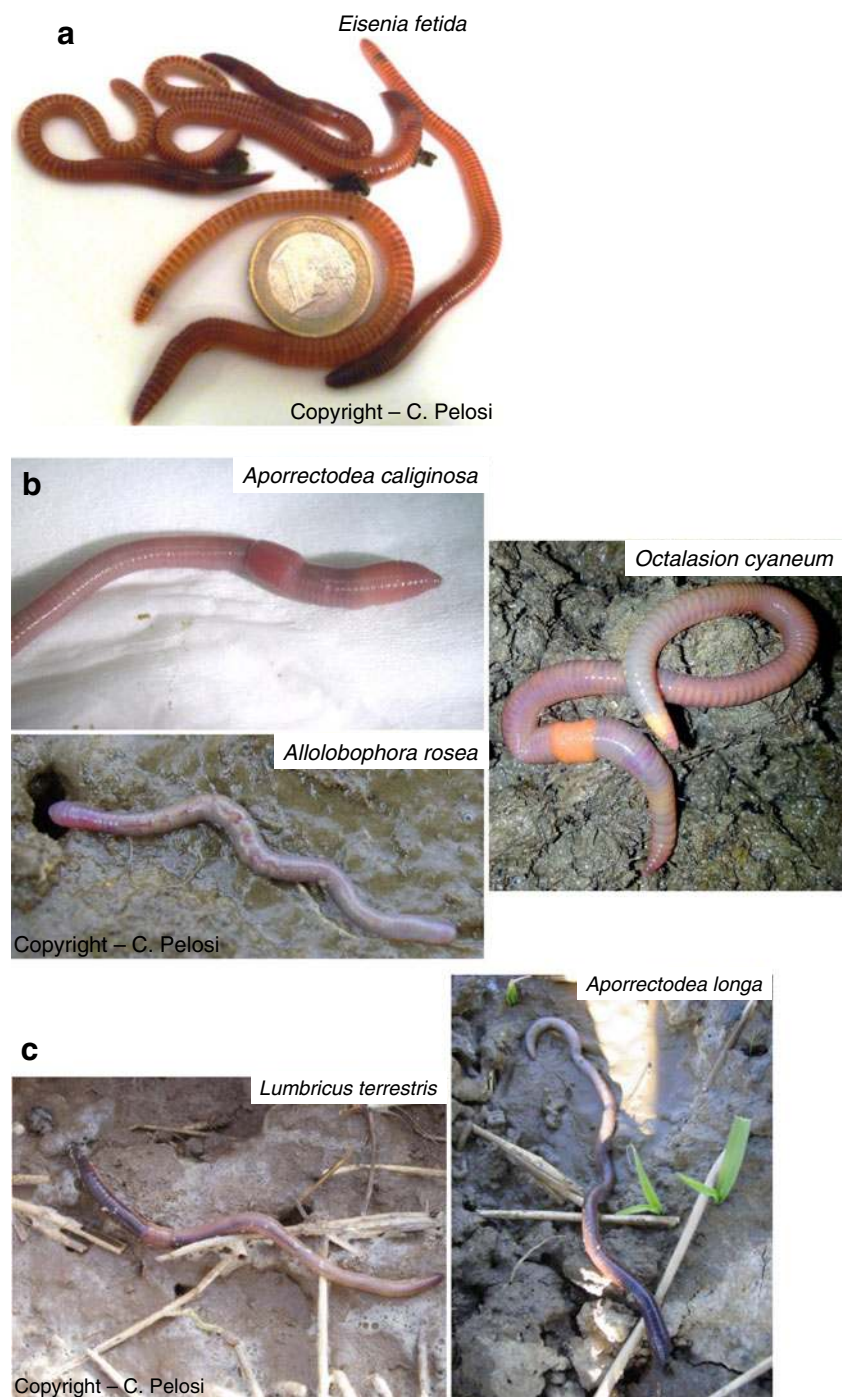 a
Eisenia fetida
Copyright – C. Pelosi
b
Aporrectodea caliginosa
Octalasion cyaneum
Allolobophora rosea
Copyright – C. Pelosi
c
Aporrectodea longa
Lumbricus terrestris
Copyright – C. Pelosi